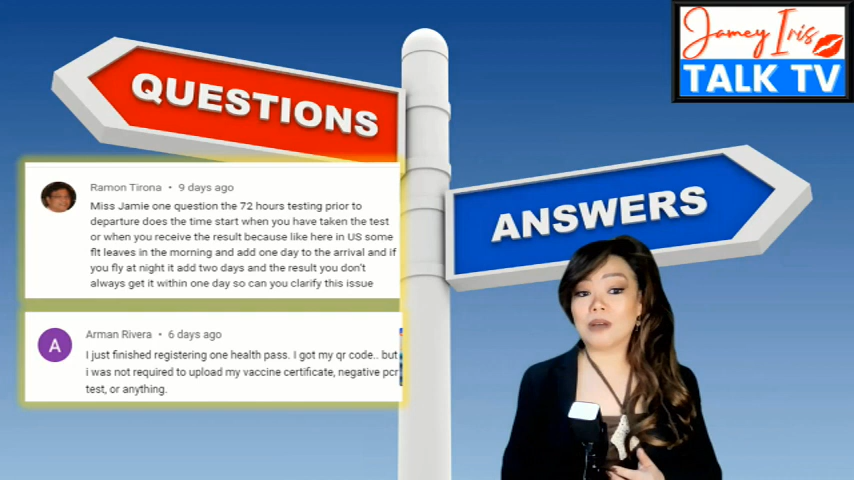 Jamey Iris
TALK TV
QUESTIONS
ANSWERS
Ramon Tirona • 9 days ago
Miss Jamie one question the 72 hours testing prior to
departure does the time start when you have taken the test
or when you receive the result because like here in US some
flt leaves in the morning and add one day to the arrival and if
you fly at night it add two days and the result you don't
always get it within one day so can you clarify this issue
A
Arman Rivera • 6 days ago
I just finished registering one health pass. I got my qr code.. but
i was not required to upload my vaccine certificate, negative pcr
test, or anything.